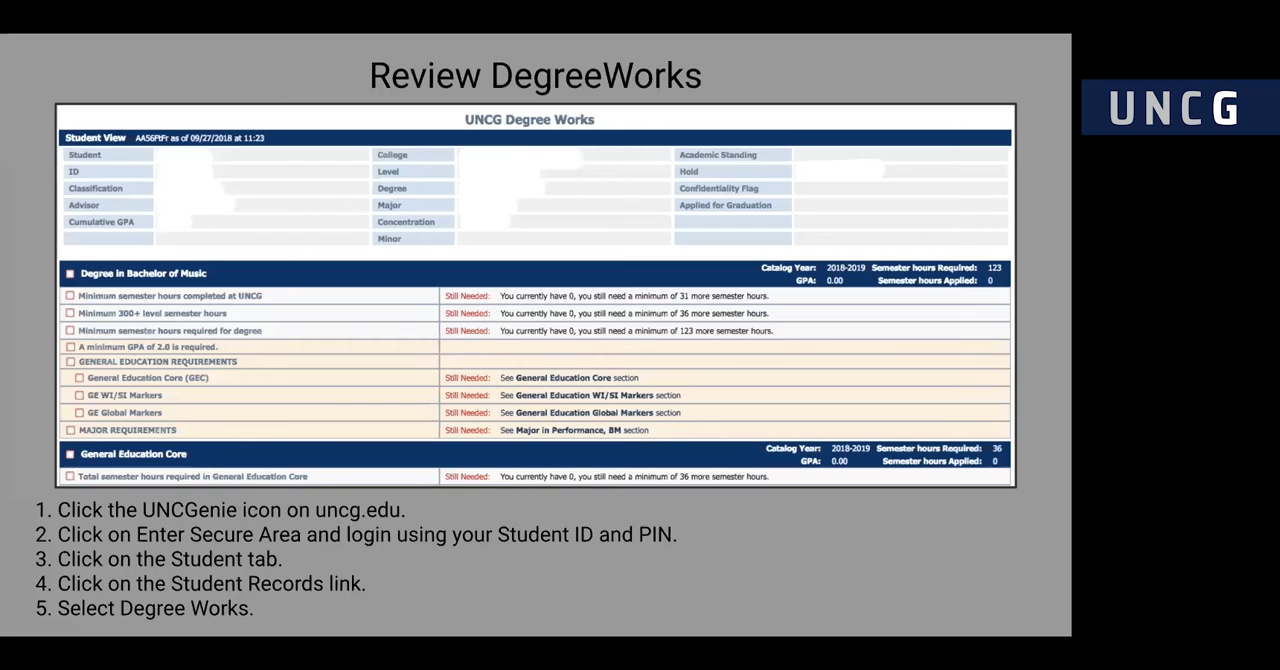 Review DegreeWorks
UNCG
UNCG Degree Works
Student View AA56PtFr as of 09/27/2018 at 11:23
Student College Academic Standing
ID Level Hold
Classification Degree Confidentiality Flag
Advisor Major Applied for Graduation
Cumulative GPA Concentration
Minor
Degree in Bachelor of Music Catalog Year: 2018-2019 Semester hours Required: 123
GPA: 0.00 Semester hours Applied: 0
Minimum semester hours completed at UNCG Still Needed: You currently have 0, you still need a minimum of 31 more semester hours.
Minimum 300+ level semester hours Still Needed: You currently have 0, you still need a minimum of 36 more semester hours.
Minimum semester hours required for degree Still Needed: You currently have 0, you still need a minimum of 123 more semester hours.
A minimum GPA of 2.0 is required.
GENERAL EDUCATION REQUIREMENTS
General Education Core (GEC) Still Needed: See General Education Core section
GE WI/SI Markers Still Needed: See General Education WI/SI Markers section
GE Global Markers Still Needed: See General Education Global Markers section
MAJOR REQUIREMENTS Still Needed: See Major in Performance, BM section
General Education Core Catalog Year: 2018-2019 Semester hours Required: 36
GPA: 0.00 Semester hours Applied: 0
Total semester hours required in General Education Core Still Needed: You currently have 0, you still need a minimum of 36 more semester hours.
1. Click the UNCGenie icon on uncg.edu.
2. Click on Enter Secure Area and login using your Student ID and PIN.
3. Click on the Student tab.
4. Click on the Student Records link.
5. Select Degree Works.